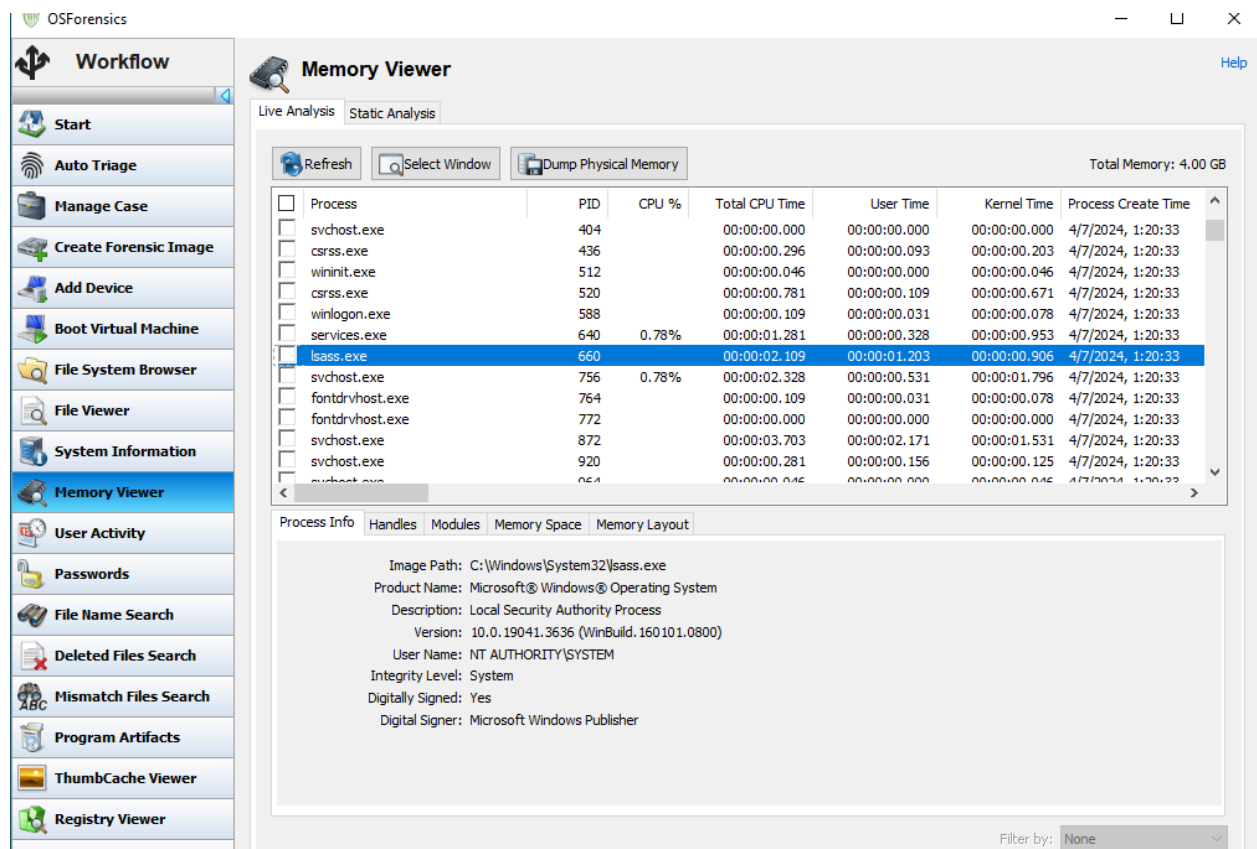 OSForensics
Workflow
Start
Auto Triage
Manage Case
Create Forensic Image
Add Device
Boot Virtual Machine
File System Browser
File Viewer
System Information
Memory Viewer
User Activity
Passwords
File Name Search
Deleted Files Search
Mismatch Files Search
Program Artifacts
ThumbCache Viewer
Registry Viewer
Memory Viewer
Help
Live Analysis Static Analysis
Refresh Select Window Dump Physical Memory Total Memory: 4.00 GB
Process PID CPU % Total CPU Time User Time Kernel Time Process Create Time
svchost.exe 404 00:00:00.000 00:00:00.000 00:00:00.000 4/7/2024, 1:20:33
csrss.exe 436 00:00:00.296 00:00:00.093 00:00:00.203 4/7/2024, 1:20:33
wininit.exe 512 00:00:00.046 00:00:00.000 00:00:00.046 4/7/2024, 1:20:33
csrss.exe 520 00:00:00.781 00:00:00.109 00:00:00.671 4/7/2024, 1:20:33
winlogon.exe 588 00:00:00.109 00:00:00.031 00:00:00.078 4/7/2024, 1:20:33
services.exe 640 0.78% 00:00:01.281 00:00:00.328 00:00:00.953 4/7/2024, 1:20:33
lsass.exe 660 00:00:02.109 00:00:01.203 00:00:00.906 4/7/2024, 1:20:33
svchost.exe 756 0.78% 00:00:02.328 00:00:00.531 00:00:01.796 4/7/2024, 1:20:33
fontdrvhost.exe 764 00:00:00.109 00:00:00.031 00:00:00.078 4/7/2024, 1:20:33
fontdrvhost.exe 772 00:00:00.000 00:00:00.000 00:00:00.000 4/7/2024, 1:20:33
svchost.exe 872 00:00:03.703 00:00:02.171 00:00:01.531 4/7/2024, 1:20:33
svchost.exe 920 00:00:00.281 00:00:00.156 00:00:00.125 4/7/2024, 1:20:33
Process Info Handles Modules Memory Space Memory Layout
Image Path: C:\Windows\System32\lsass.exe
Product Name: Microsoft® Windows® Operating System
Description: Local Security Authority Process
Version: 10.0.19041.3636 (WinBuild.160101.0800)
User Name: NT AUTHORITY\SYSTEM
Integrity Level: System
Digitally Signed: Yes
Digital Signer: Microsoft Windows Publisher
Filter by: None